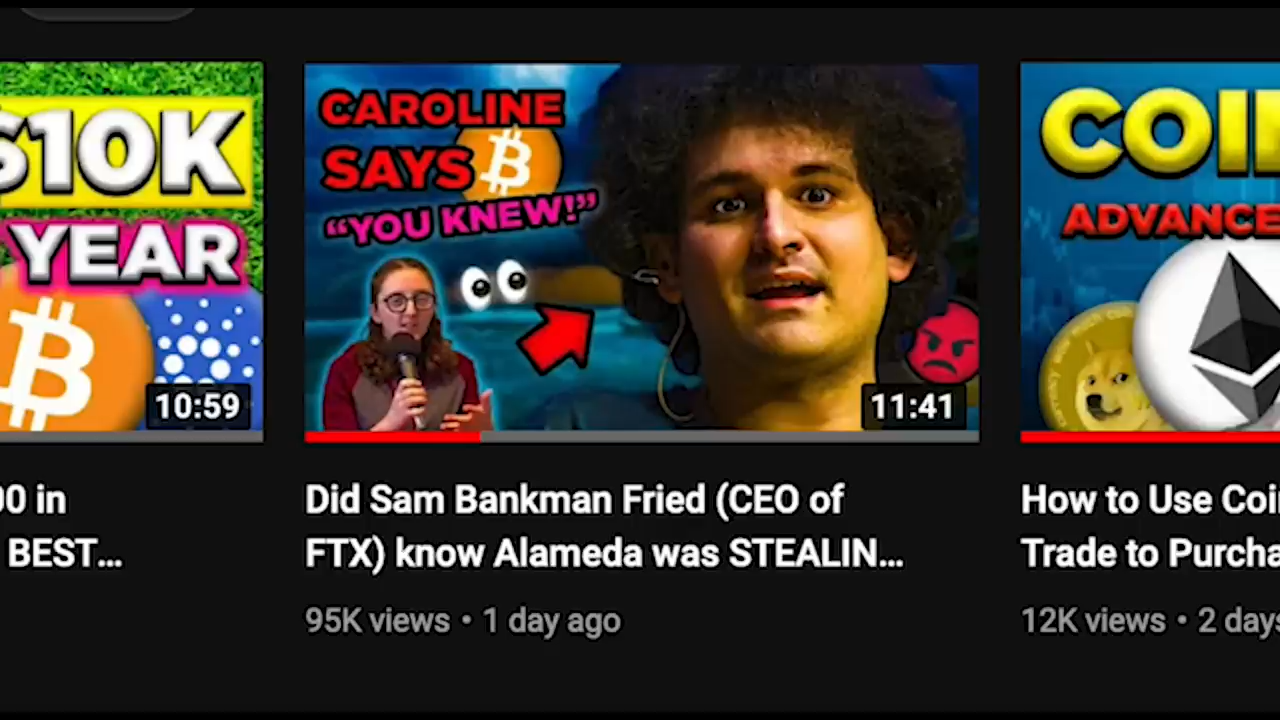 $10K
YEAR
10:59
00 in
BEST...
CAROLINE
SAYS
“YOU KNEW!”
11:41
Did Sam Bankman Fried (CEO of
FTX) know Alameda was STEALIN...
95K views • 1 day ago
COI
ADVANCE
How to Use Coi
Trade to Purcha
12K views • 2 days